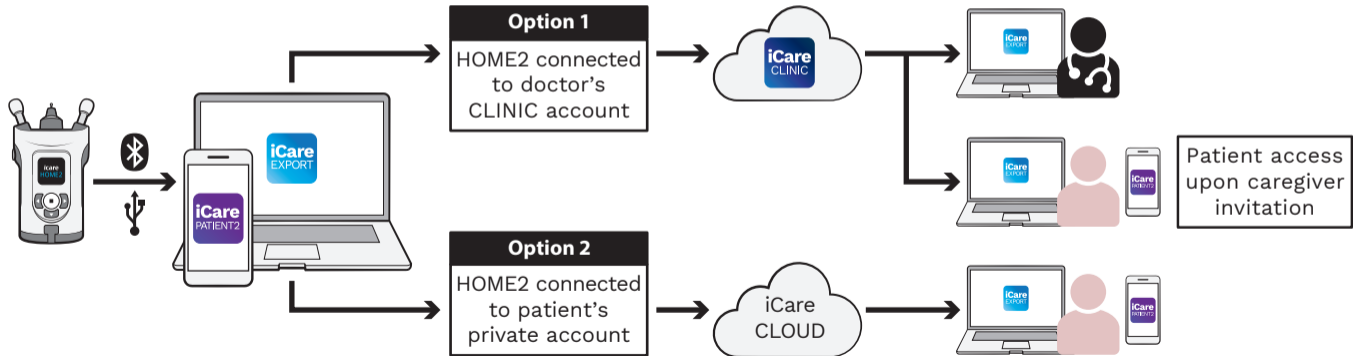 icare
HOME2
iCare
PATIENT2
iCare
EXPORT
Option 1
HOME2 connected
to doctor's
CLINIC account
iCare
CLINIC
iCare
EXPORT
iCare
EXPORT
iCare
PATIENT2
Patient access
upon caregiver
invitation
Option 2
HOME2 connected
to patient's
private account
iCare
CLOUD
iCare
EXPORT
iCare
PATIENT2